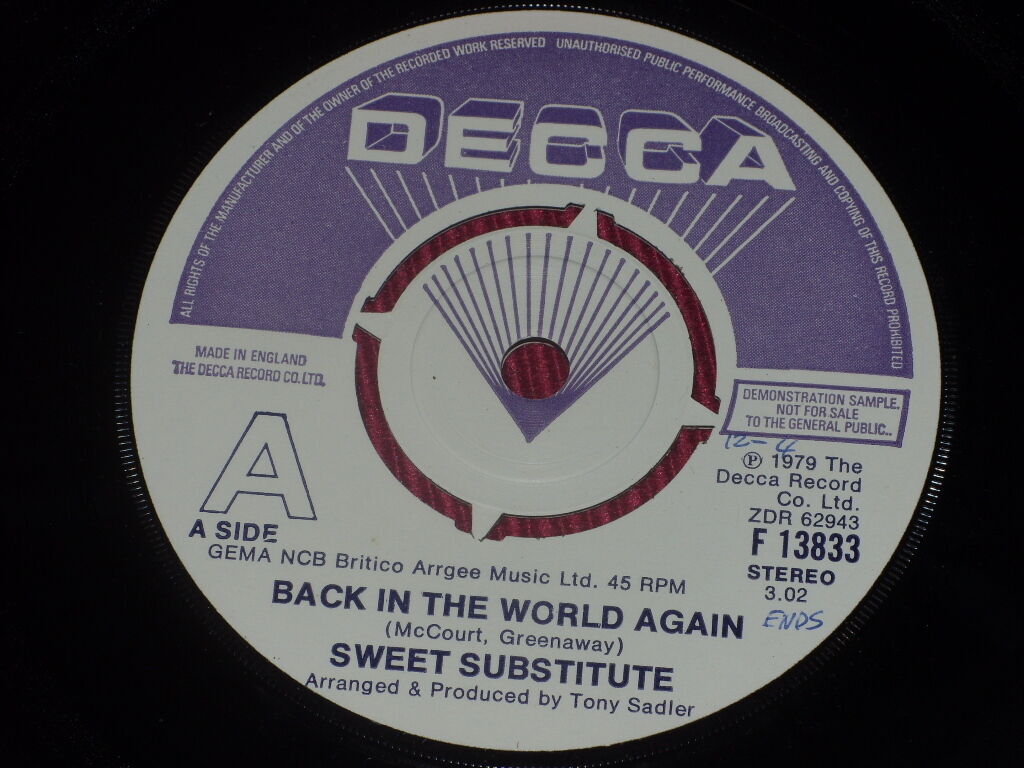 ALL RIGHTS OF THE MANUFACTURER AND OF THE OWNER OF THE RECORDED WORK RESERVED UNAUTHORISED PUBLIC PERFORMANCE BROADCASTING AND COPYING OF THIS RECORD PROHIBITED
DECCA
MADE IN ENGLAND
THE DECCA RECORD CO. LTD.
DEMONSTRATION SAMPLE.
NOT FOR SALE
TO THE GENERAL PUBLIC..
12-4
℗ 1979 The
Decca Record
Co. Ltd.
ZDR 62943
F 13833
STEREO
3.02
ENDS
A
A SIDE
GEMA NCB Britico Arrgee Music Ltd. 45 RPM
BACK IN THE WORLD AGAIN
(McCourt, Greenaway)
SWEET SUBSTITUTE
Arranged & Produced by Tony Sadler